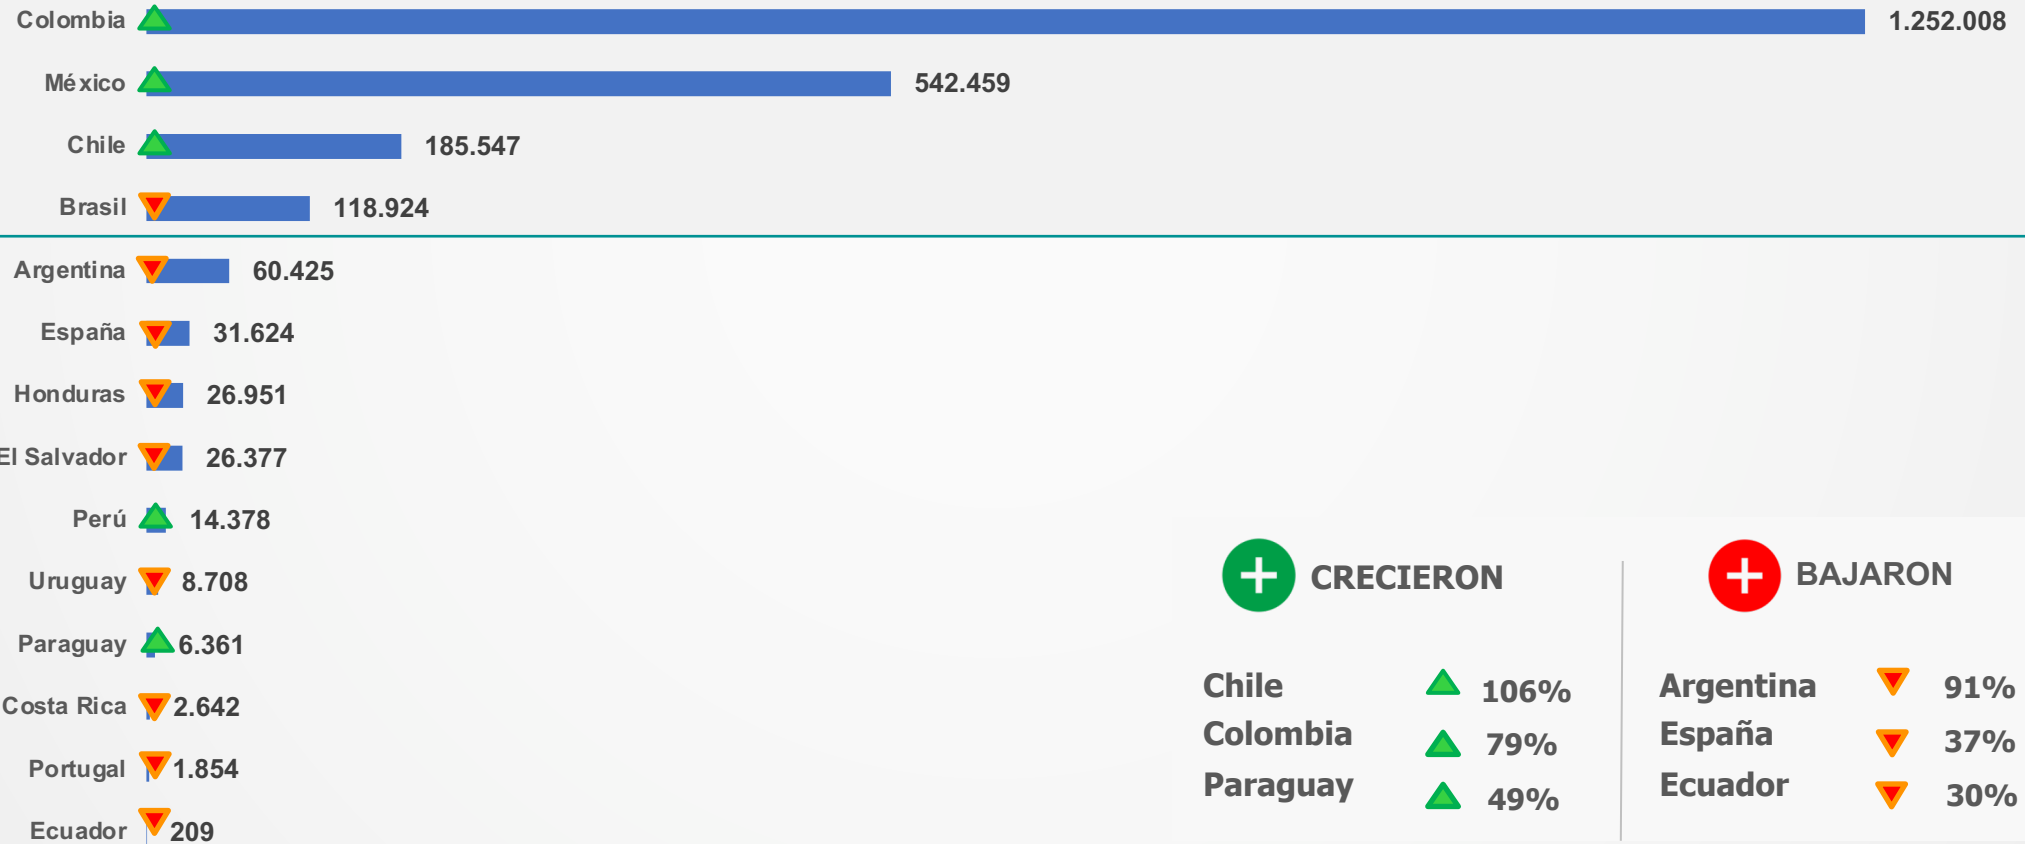 Colombia 1.252.008
México 542.459
Chile 185.547
Brasil 118.924
Argentina 60.425
España 31.624
Honduras 26.951
El Salvador 26.377
Perú 14.378
Uruguay 8.708
Paraguay 6.361
Costa Rica 2.642
Portugal 1.854
Ecuador 209
CRECIERON
Chile 106%
Colombia 79%
Paraguay 49%
BAJARON
Argentina 91%
España 37%
Ecuador 30%